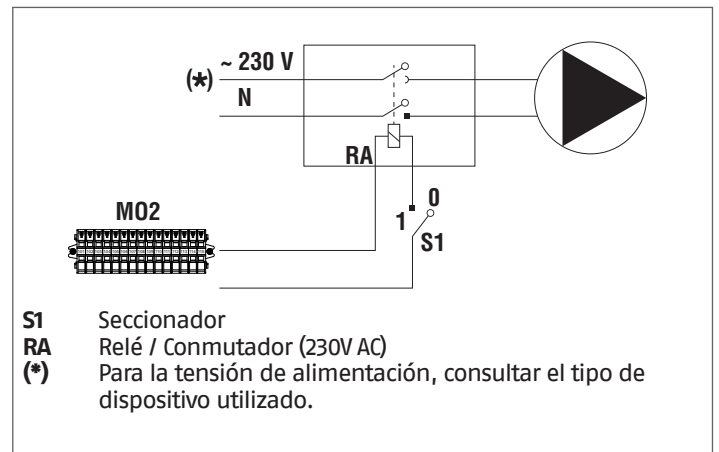 ~ 230 V
(*)
N
RA
0
1
S1
MO2
S1 Seccionador
RA Relé / Conmutador (230V AC)
(*) Para la tensión de alimentación, consultar el tipo de
dispositivo utilizado.